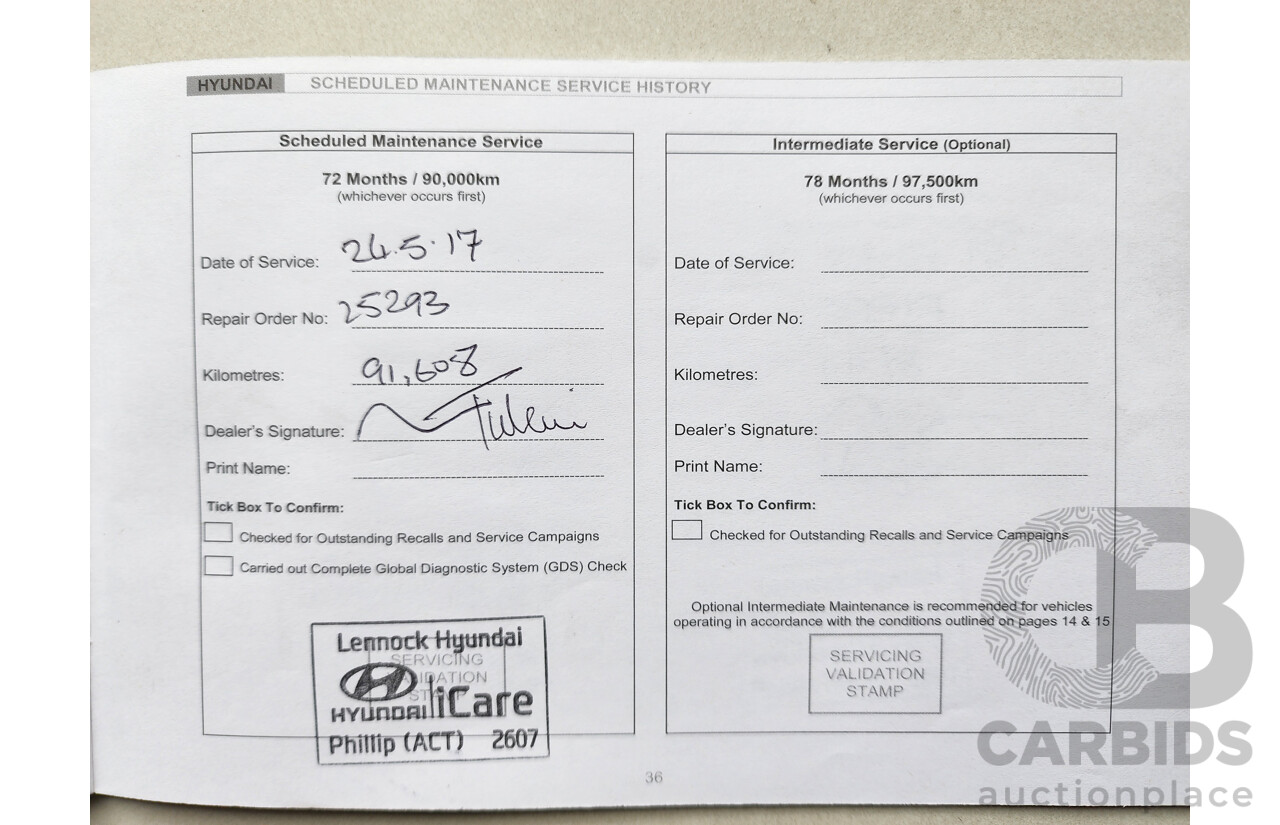 HYUNDAI SCHEDULED MAINTENANCE SERVICE HISTORY
Scheduled Maintenance Service
72 Months / 90,000km
(whichever occurs first)
Date of Service: 24.5.17
Repair Order No: 25293
Kilometres: 91,608
Dealer's Signature:
Print Name:
Tick Box To Confirm:
Checked for Outstanding Recalls and Service Campaigns
Carried out Complete Global Diagnostic System (GDS) Check
Lennock Hyundai
SERVICING
VALIDATION
STAMP
HYUNDAI iCare
Phillip (ACT) 2607
Intermediate Service (Optional)
78 Months / 97,500km
(whichever occurs first)
Date of Service:
Repair Order No:
Kilometres:
Dealer's Signature:
Print Name:
Tick Box To Confirm:
Checked for Outstanding Recalls and Service Campaigns
Optional Intermediate Maintenance is recommended for vehicles
operating in accordance with the conditions outlined on pages 14 & 15
SERVICING
VALIDATION
STAMP
36
CARBIDS
auctionplace